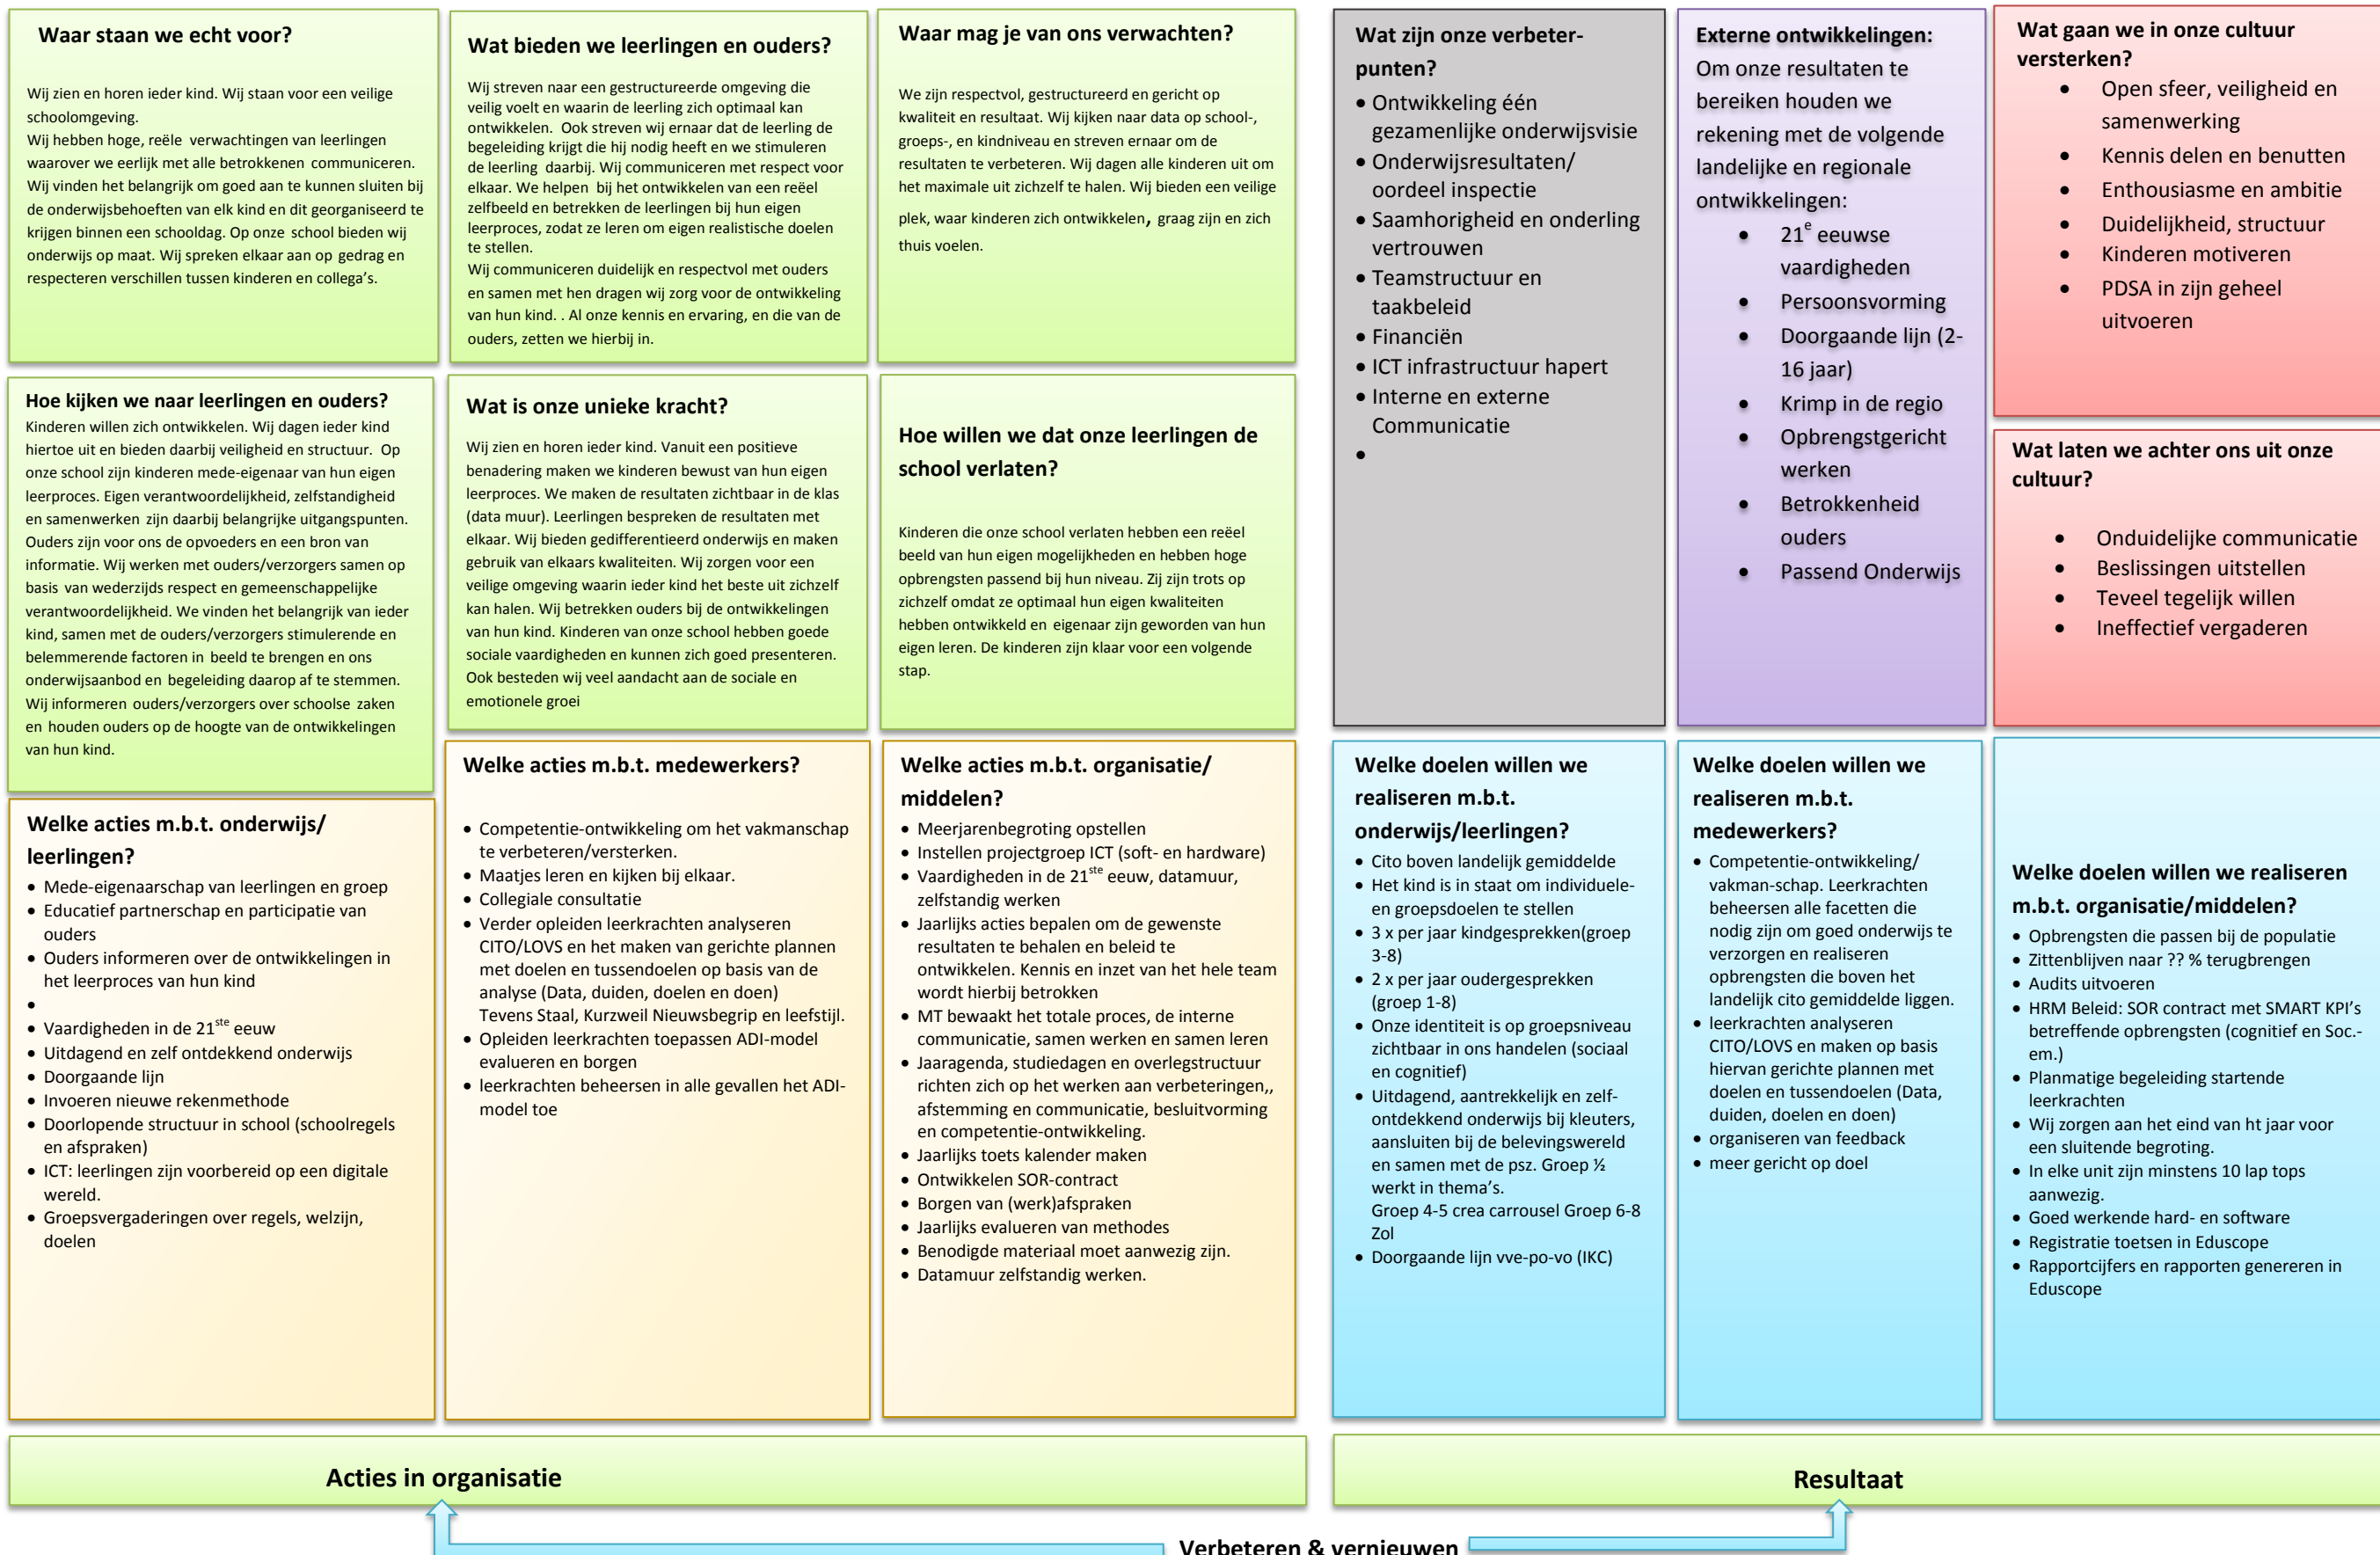 Waar staan we echt voor?
Wij zien en horen ieder kind. Wij staan voor een veilige
schoolomgeving.
Wij hebben hoge, reële verwachtingen van leerlingen
waarover we eerlijk met alle betrokkenen communiceren.
Wij vinden het belangrijk om goed aan te kunnen sluiten bij
de onderwijsbehoeften van elk kind en dit georganiseerd te
krijgen binnen een schooldag. Op onze school bieden wij
onderwijs op maat. Wij spreken elkaar aan op gedrag en
respecteren verschillen tussen kinderen en collega's.
Wat bieden we leerlingen en ouders?
Wij streven naar een gestructureerde omgeving die
veilig voelt en waarin de leerling zich optimaal kan
ontwikkelen. Ook streven wij ernaar dat de leerling de
begeleiding krijgt die hij nodig heeft en we stimuleren
de leerling daarbij. Wij communiceren met respect voor
elkaar. We helpen bij het ontwikkelen van een reëel
zelfbeeld en betrekken de leerlingen bij hun eigen
leerproces, zodat ze leren om eigen realistische doelen
te stellen.
Wij communiceren duidelijk en respectvol met ouders
en samen met hen dragen wij zorg voor de ontwikkeling
van hun kind. . Al onze kennis en ervaring, en die van de
ouders, zetten we hierbij in.
Waar mag je van ons verwachten?
We zijn respectvol, gestructureerd en gericht op
kwaliteit en resultaat. Wij kijken naar data op school-,
groeps-, en kindniveau en streven ernaar om de
resultaten te verbeteren. Wij dagen alle kinderen uit om
het maximale uit zichzelf te halen. Wij bieden een veilige
plek, waar kinderen zich ontwikkelen, graag zijn en zich
thuis voelen.
Wat zijn onze verbeter-
punten?
• Ontwikkeling één
gezamenlijke onderwijsvisie
• Onderwijsresultaten/
oordeel inspectie
• Saamhorigheid en onderling
vertrouwen
• Teamstructuur en
taakbeleid
• Financiën
• ICT infrastructuur hapert
• Interne en externe
Communicatie
•
Externe ontwikkelingen:
Om onze resultaten te
bereiken houden we
rekening met de volgende
landelijke en regionale
ontwikkelingen:
• 21e eeuwse
vaardigheden
• Persoonsvorming
• Doorgaande lijn (2-
16 jaar)
• Krimp in de regio
• Opbrengstgericht
werken
• Betrokkenheid
ouders
• Passend Onderwijs
Wat gaan we in onze cultuur
versterken?
• Open sfeer, veiligheid en
samenwerking
• Kennis delen en benutten
• Enthousiasme en ambitie
• Duidelijkheid, structuur
• Kinderen motiveren
• PDSA in zijn geheel
uitvoeren
Hoe kijken we naar leerlingen en ouders?
Kinderen willen zich ontwikkelen. Wij dagen ieder kind
hiertoe uit en bieden daarbij veiligheid en structuur. Op
onze school zijn kinderen mede-eigenaar van hun eigen
leerproces. Eigen verantwoordelijkheid, zelfstandigheid
en samenwerken zijn daarbij belangrijke uitgangspunten.
Ouders zijn voor ons de opvoeders en een bron van
informatie. Wij werken met ouders/verzorgers samen op
basis van wederzijds respect en gemeenschappelijke
verantwoordelijkheid. We vinden het belangrijk van ieder
kind, samen met de ouders/verzorgers stimulerende en
belemmerende factoren in beeld te brengen en ons
onderwijsaanbod en begeleiding daarop af te stemmen.
Wij informeren ouders/verzorgers over schoolse zaken
en houden ouders op de hoogte van de ontwikkelingen
van hun kind.
Wat is onze unieke kracht?
Wij zien en horen ieder kind. Vanuit een positieve
benadering maken we kinderen bewust van hun eigen
leerproces. We maken de resultaten zichtbaar in de klas
(data muur). Leerlingen bespreken de resultaten met
elkaar. Wij bieden gedifferentieerd onderwijs en maken
gebruik van elkaars kwaliteiten. Wij zorgen voor een
veilige omgeving waarin ieder kind het beste uit zichzelf
kan halen. Wij betrekken ouders bij de ontwikkelingen
van hun kind. Kinderen van onze school hebben goede
sociale vaardigheden en kunnen zich goed presenteren.
Ook besteden wij veel aandacht aan de sociale en
emotionele groei
Hoe willen we dat onze leerlingen de
school verlaten?
Kinderen die onze school verlaten hebben een reëel
beeld van hun eigen mogelijkheden en hebben hoge
opbrengsten passend bij hun niveau. Zij zijn trots op
zichzelf omdat ze optimaal hun eigen kwaliteiten
hebben ontwikkeld en eigenaar zijn geworden van hun
eigen leren. De kinderen zijn klaar voor een volgende
stap.
Wat laten we achter ons uit onze
cultuur?
• Onduidelijke communicatie
• Beslissingen uitstellen
• Teveel tegelijk willen
• Ineffectief vergaderen
Welke acties m.b.t. onderwijs/
leerlingen?
• Mede-eigenaarschap van leerlingen en groep
• Educatief partnerschap en participatie van
ouders
• Ouders informeren over de ontwikkelingen in
het leerproces van hun kind
•
• Vaardigheden in de 21ste eeuw
• Uitdagend en zelf ontdekkend onderwijs
• Doorgaande lijn
• Invoeren nieuwe rekenmethode
• Doorlopende structuur in school (schoolregels
en afspraken)
• ICT: leerlingen zijn voorbereid op een digitale
wereld.
• Groepsvergaderingen over regels, welzijn,
doelen
Welke acties m.b.t. medewerkers?
• Competentie-ontwikkeling om het vakmanschap
te verbeteren/versterken.
• Maatjes leren en kijken bij elkaar.
• Collegiale consultatie
• Verder opleiden leerkrachten analyseren
CITO/LOVS en het maken van gerichte plannen
met doelen en tussendoelen op basis van de
analyse (Data, duiden, doelen en doen)
Tevens Staal, Kurzweil Nieuwsbegrip en leefstijl.
• Opleiden leerkrachten toepassen ADI-model
evalueren en borgen
• leerkrachten beheersen in alle gevallen het ADI-
model toe
Welke acties m.b.t. organisatie/
middelen?
• Meerjarenbegroting opstellen
• Instellen projectgroep ICT (soft- en hardware)
• Vaardigheden in de 21ste eeuw, datamuur,
zelfstandig werken
• Jaarlijks acties bepalen om de gewenste
resultaten te behalen en beleid te
ontwikkelen. Kennis en inzet van het hele team
wordt hierbij betrokken
• MT bewaakt het totale proces, de interne
communicatie, samen werken en samen leren
• Jaaragenda, studiedagen en overlegstructuur
richten zich op het werken aan verbeteringen,,
afstemming en communicatie, besluitvorming
en competentie-ontwikkeling.
• Jaarlijks toets kalender maken
• Ontwikkelen SOR-contract
• Borgen van (werk)afspraken
• Jaarlijks evalueren van methodes
• Benodigde materiaal moet aanwezig zijn.
• Datamuur zelfstandig werken.
Welke doelen willen we
realiseren m.b.t.
onderwijs/leerlingen?
• Cito boven landelijk gemiddelde
• Het kind is in staat om individuele-
en groepsdoelen te stellen
• 3 x per jaar kindgesprekken(groep
3-8)
• 2 x per jaar oudergesprekken
(groep 1-8)
• Onze identiteit is op groepsniveau
zichtbaar in ons handelen (sociaal
en cognitief)
• Uitdagend, aantrekkelijk en zelf-
ontdekkend onderwijs bij kleuters,
aansluiten bij de belevingswereld
en samen met de psz. Groep ½
werkt in thema's.
Groep 4-5 crea carrousel Groep 6-8
Zol
• Doorgaande lijn vve-po-vo (IKC)
Welke doelen willen we
realiseren m.b.t.
medewerkers?
• Competentie-ontwikkeling/
vakman-schap. Leerkrachten
beheersen alle facetten die
nodig zijn om goed onderwijs te
verzorgen en realiseren
opbrengsten die boven het
landelijk cito gemiddelde liggen.
• leerkrachten analyseren
CITO/LOVS en maken op basis
hiervan gerichte plannen met
doelen en tussendoelen (Data,
duiden, doelen en doen)
• organiseren van feedback
• meer gericht op doel
Welke doelen willen we realiseren
m.b.t. organisatie/middelen?
• Opbrengsten die passen bij de populatie
• Zittenblijven naar ?? % terugbrengen
• Audits uitvoeren
• HRM Beleid: SOR contract met SMART KPI's
betreffende opbrengsten (cognitief en Soc.-
em.)
• Planmatige begeleiding startende
leerkrachten
• Wij zorgen aan het eind van ht jaar voor
een sluitende begroting.
• In elke unit zijn minstens 10 lap tops
aanwezig.
• Goed werkende hard- en software
• Registratie toetsen in Eduscope
• Rapportcijfers en rapporten genereren in
Eduscope
Acties in organisatie
Resultaat
Verbeteren & vernieuwen